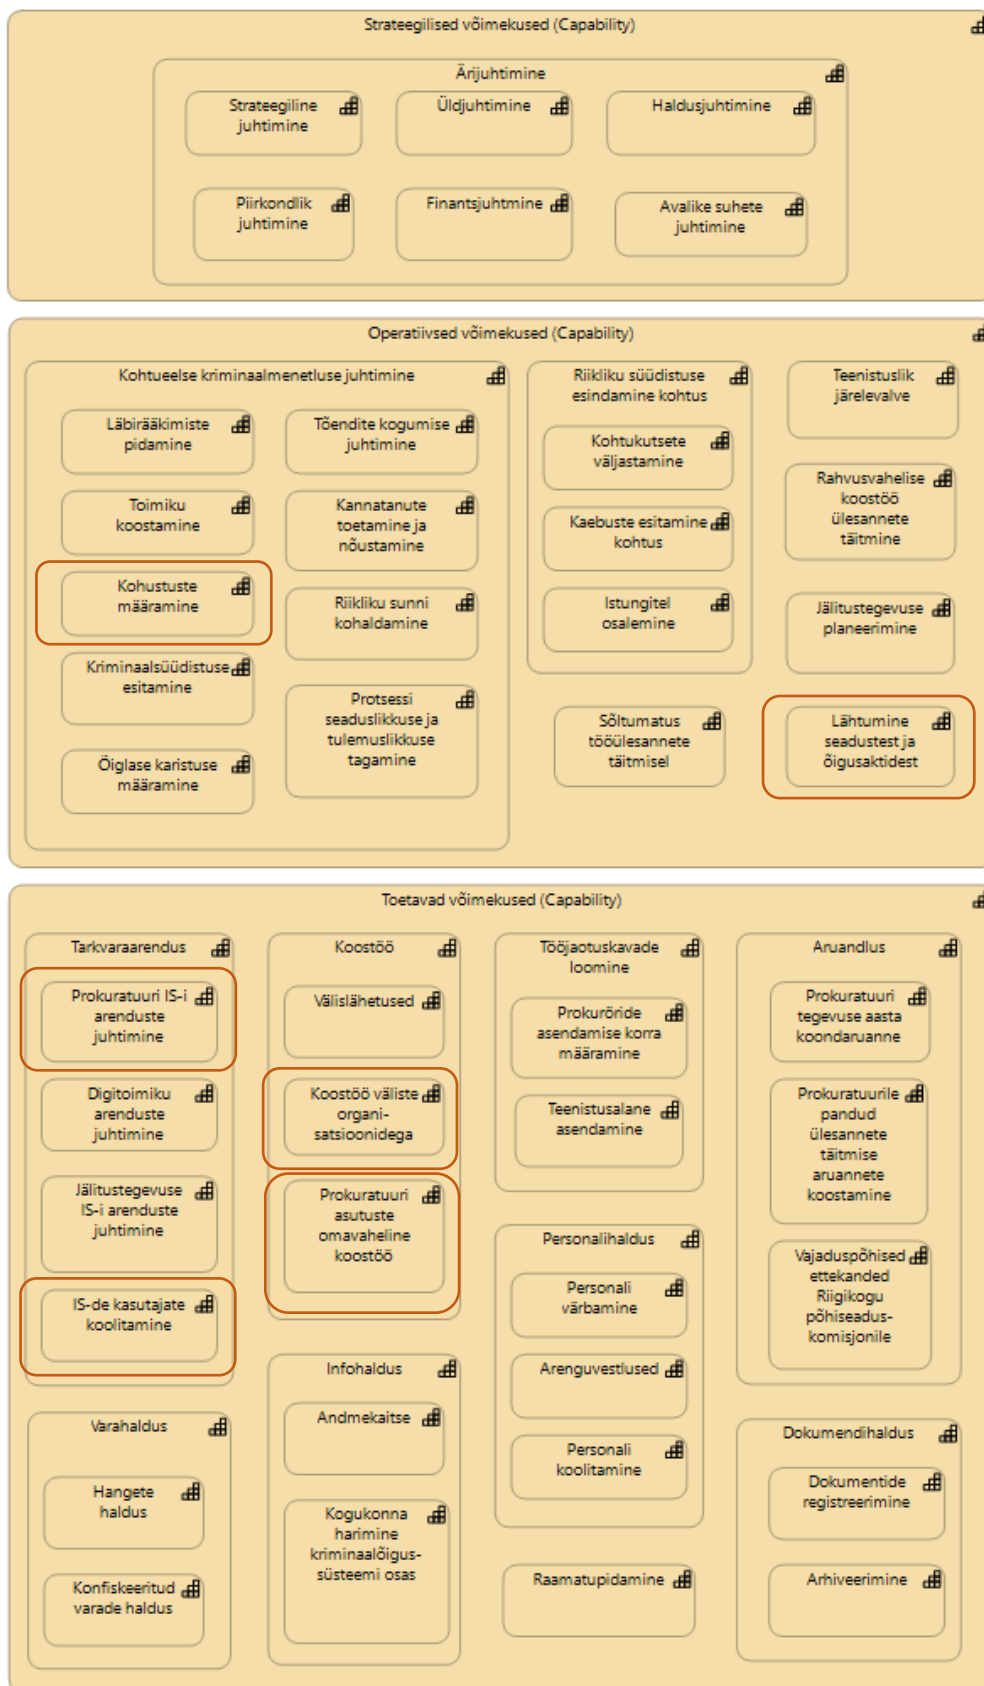 Strateegilised võimekused (Capability)
Ärijuhtimine
Strateegiline
juhtimine
Üldjuhtimine
Haldusjuhtimine
Piirkondlik
juhtimine
Finantsjuhtmine
Avalike suhete
juhtimine
Operatiivsed võimekused (Capability)
Kohtueelse kriminaalmenetluse juhtimine
Läbirääkimiste
pidamine
Tõendite kogumise
juhtimine
Toimiku
koostamine
Kannatanute
toetamine ja
nõustamine
Kohustuste
määramine
Riikliku sunni
kohaldamine
Kriminaalsüüdistuse
esitamine
Protsessi
seaduslikkuse ja
tulemuslikkuse
tagamine
Õiglase karistuse
määramine
Riikliku süüdistuse
esindamine kohtus
Kohtukutsete
väljastamine
Kaebuste esitamine
kohtus
Istungitel
osalemine
Sõltumatus
tööülesannete
täitmisel
Teenistuslik
järelevalve
Rahvusvahelise
koostöö
ülesannete
täitmine
Jälitustegevuse
planeerimine
Lähtumine
seadustest ja
õigusaktidest
Toetavad võimekused (Capability)
Tarkvaraarendus
Prokuratuuri IS-i
arenduste
juhtimine
Digitoimiku
arenduste
juhtimine
Jälitustegevuse
IS-i arenduste
juhtimine
IS-de kasutajate
koolitamine
Koostöö
Välislähetused
Koostöö väliste
organi-
satsioonidega
Prokuratuuri
asutuste
omavaheline
koostöö
Tööjaotuskavade
loomine
Prokuröride
asendamise korra
määramine
Teenistusalane
asendamine
Aruandlus
Prokuratuuri
tegevuse aasta
koondaruanne
Prokuratuurile
pandud
ülesannete
täitmise
aruannete
koostamine
Vajaduspõhised
ettekanded
Riigikogu
põhiseadus-
komisjonile
Personalihaldus
Personali
värbamine
Arenguvestlused
Personali
koolitamine
Infohaldus
Andmekaitse
Kogukonna
harimine
kriminaalõigus-
süsteemi osas
Varahaldus
Hangete
haldus
Konfiskeeritud
varade haldus
Raamatupidamine
Dokumendihaldus
Dokumentide
registreerimine
Arhiveerimine